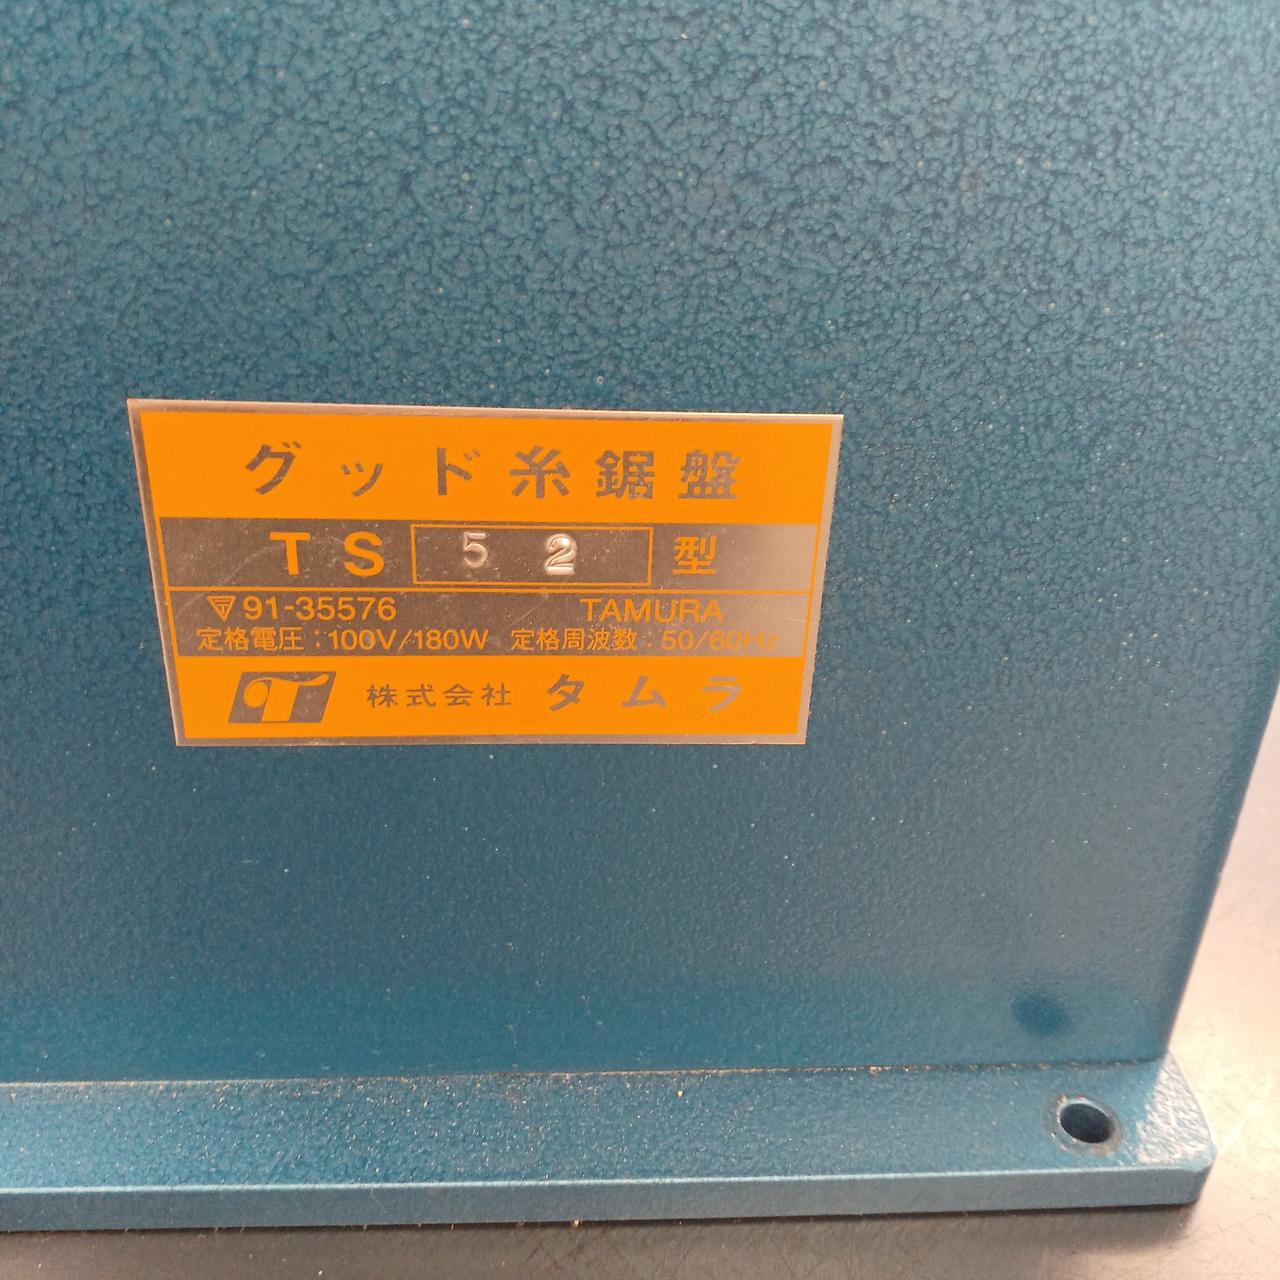 グッド糸鋸盤
TS 52 型
91-35576 TAMURA
定格電圧：100V/180W 定格周波数：50/60Hz
株式会社 タムラ